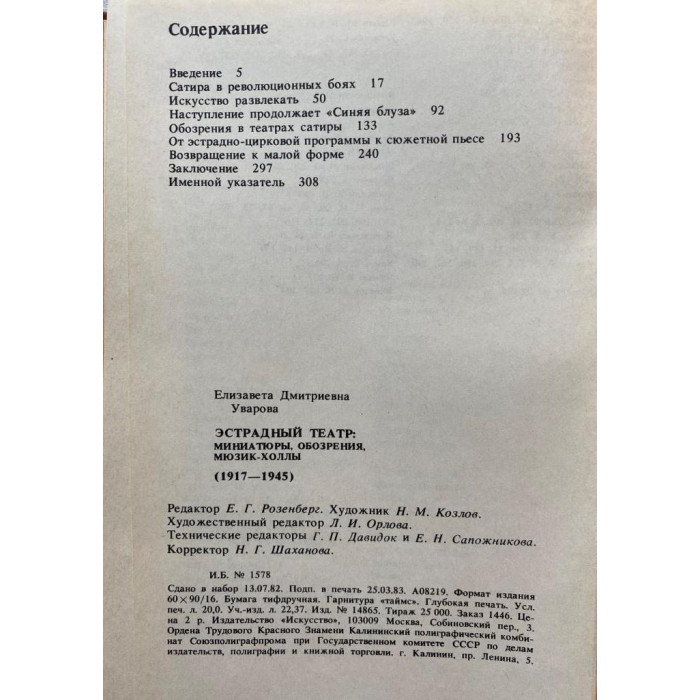 Содержание
Введение 5
Сатира в революционных боях 17
Искусство развлекать 50
Наступление продолжает «Синяя блуза» 92
Обозрения в театрах сатиры 133
От эстрадно-цирковой программы к сюжетной пьесе 193
Возвращение к малой форме 240
Заключение 297
Именной указатель 308
Елизавета Дмитриевна
Уварова
ЭСТРАДНЫЙ ТЕАТР:
МИНИАТЮРЫ, ОБОЗРЕНИЯ,
МЮЗИК-ХОЛЛЫ
(1917—1945)
Редактор Е. Г. Розенберг. Художник Н. М. Козлов.
Художественный редактор Л. И. Орлова.
Технические редакторы Г. П. Давидок и Е. Н. Сапожникова.
Корректор Н. Г. Шаханова.
И.Б. № 1578
Сдано в набор 13.07.82. Подп. в печать 25.03.83. А08219. Формат издания
60×90/16. Бумага тифдручная. Гарнитура «таймс». Глубокая печать. Усл.
печ. л. 20,0. Уч.-изд. л. 22,37. Изд. № 14865. Тираж 25 000. Заказ 1446. Це-
на 2 р. Издательство «Искусство», 103009 Москва, Собиновский пер., 3.
Ордена Трудового Красного Знамени Калининский полиграфический комби-
нат Союзполиграфпрома при Государственном комитете СССР по делам
издательств, полиграфии и книжной торговли. г. Калинин, пр. Ленина, 5.